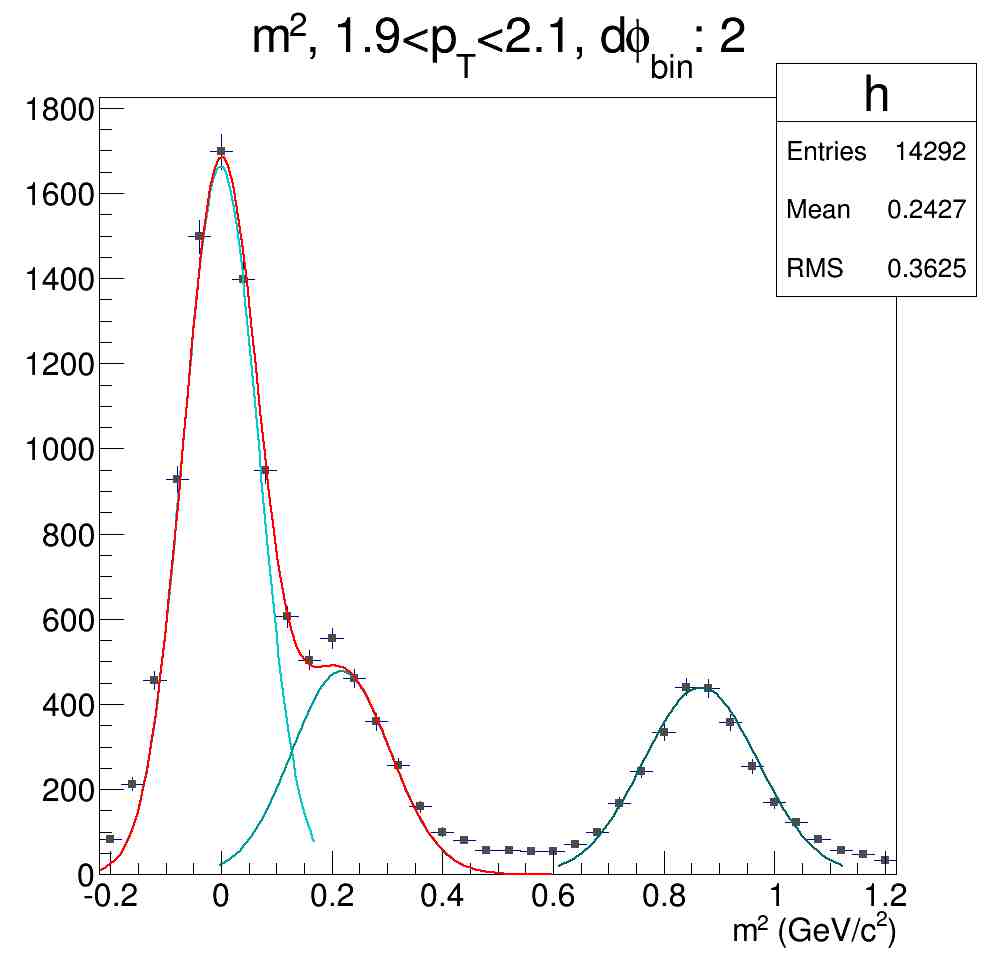 m², 1.9<p_T<2.1, dϕ_bin: 2
h
Entries 14292
Mean 0.2427
RMS 0.3625
1800
1600
1400
1200
1000
800
600
400
200
0
-0.2 0 0.2 0.4 0.6 0.8 1 1.2
m² (GeV/c²)